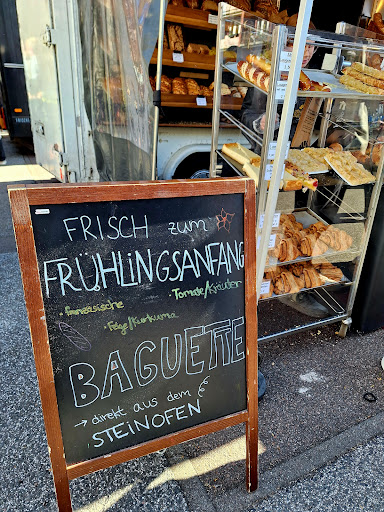 FRISCH zum
FRÜHLINGSANFANG
· französische
Tomate/Kräuter
· Feige/Kurkuma
BAGUETTE
→ direkt aus dem
STEINOFEN